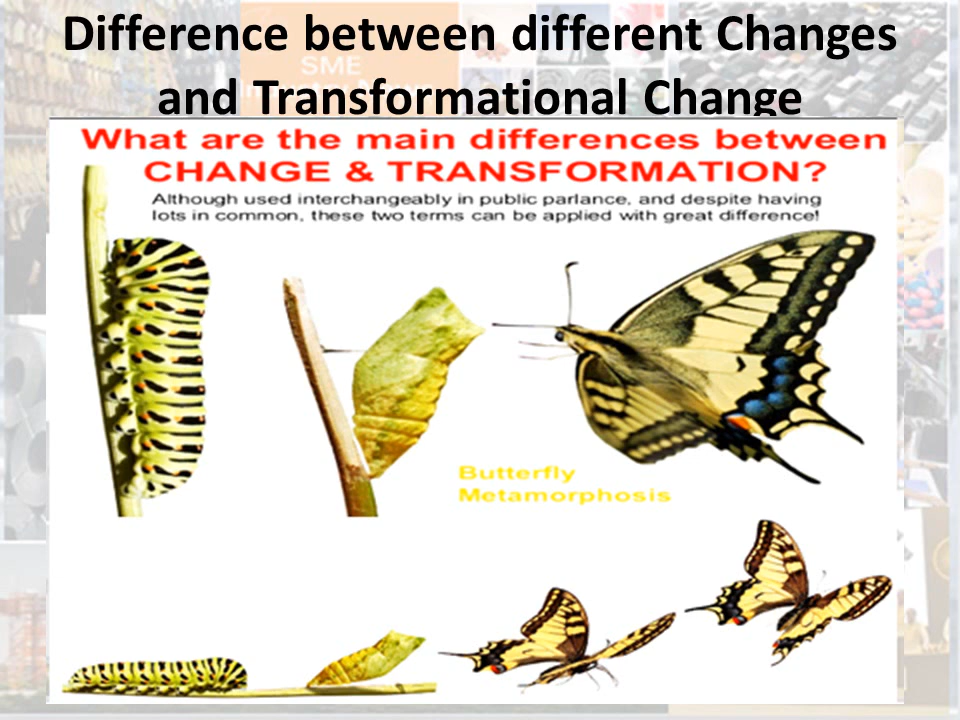 Difference between different Changes
SME
and Transformational Change
What are the main differences between
CHANGE & TRANSFORMATION?
Although used interchangeably in public parlance, and despite having
lots in common, these two terms can be applied with great difference!
Butterfly
Metamorphosis